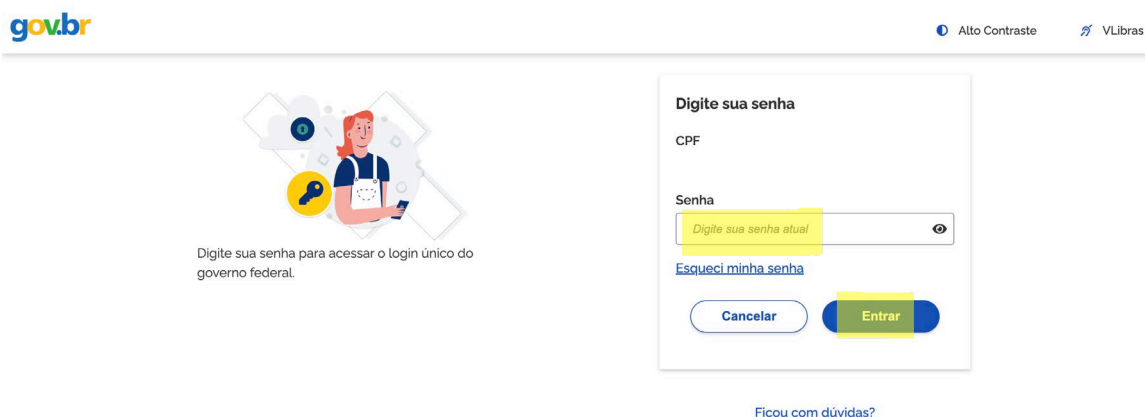 gov.br
Alto Contraste
VLibras
Digite sua senha para acessar o login único do
governo federal.
Digite sua senha
CPF
Senha
Digite sua senha atual
Esqueci minha senha
Cancelar
Entrar
Ficou com dúvidas?